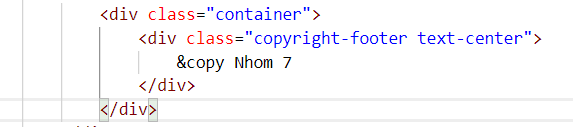 <div class="container">
<div class="copyright-footer text-center">
&copy Nhom 7
</div>
</div>